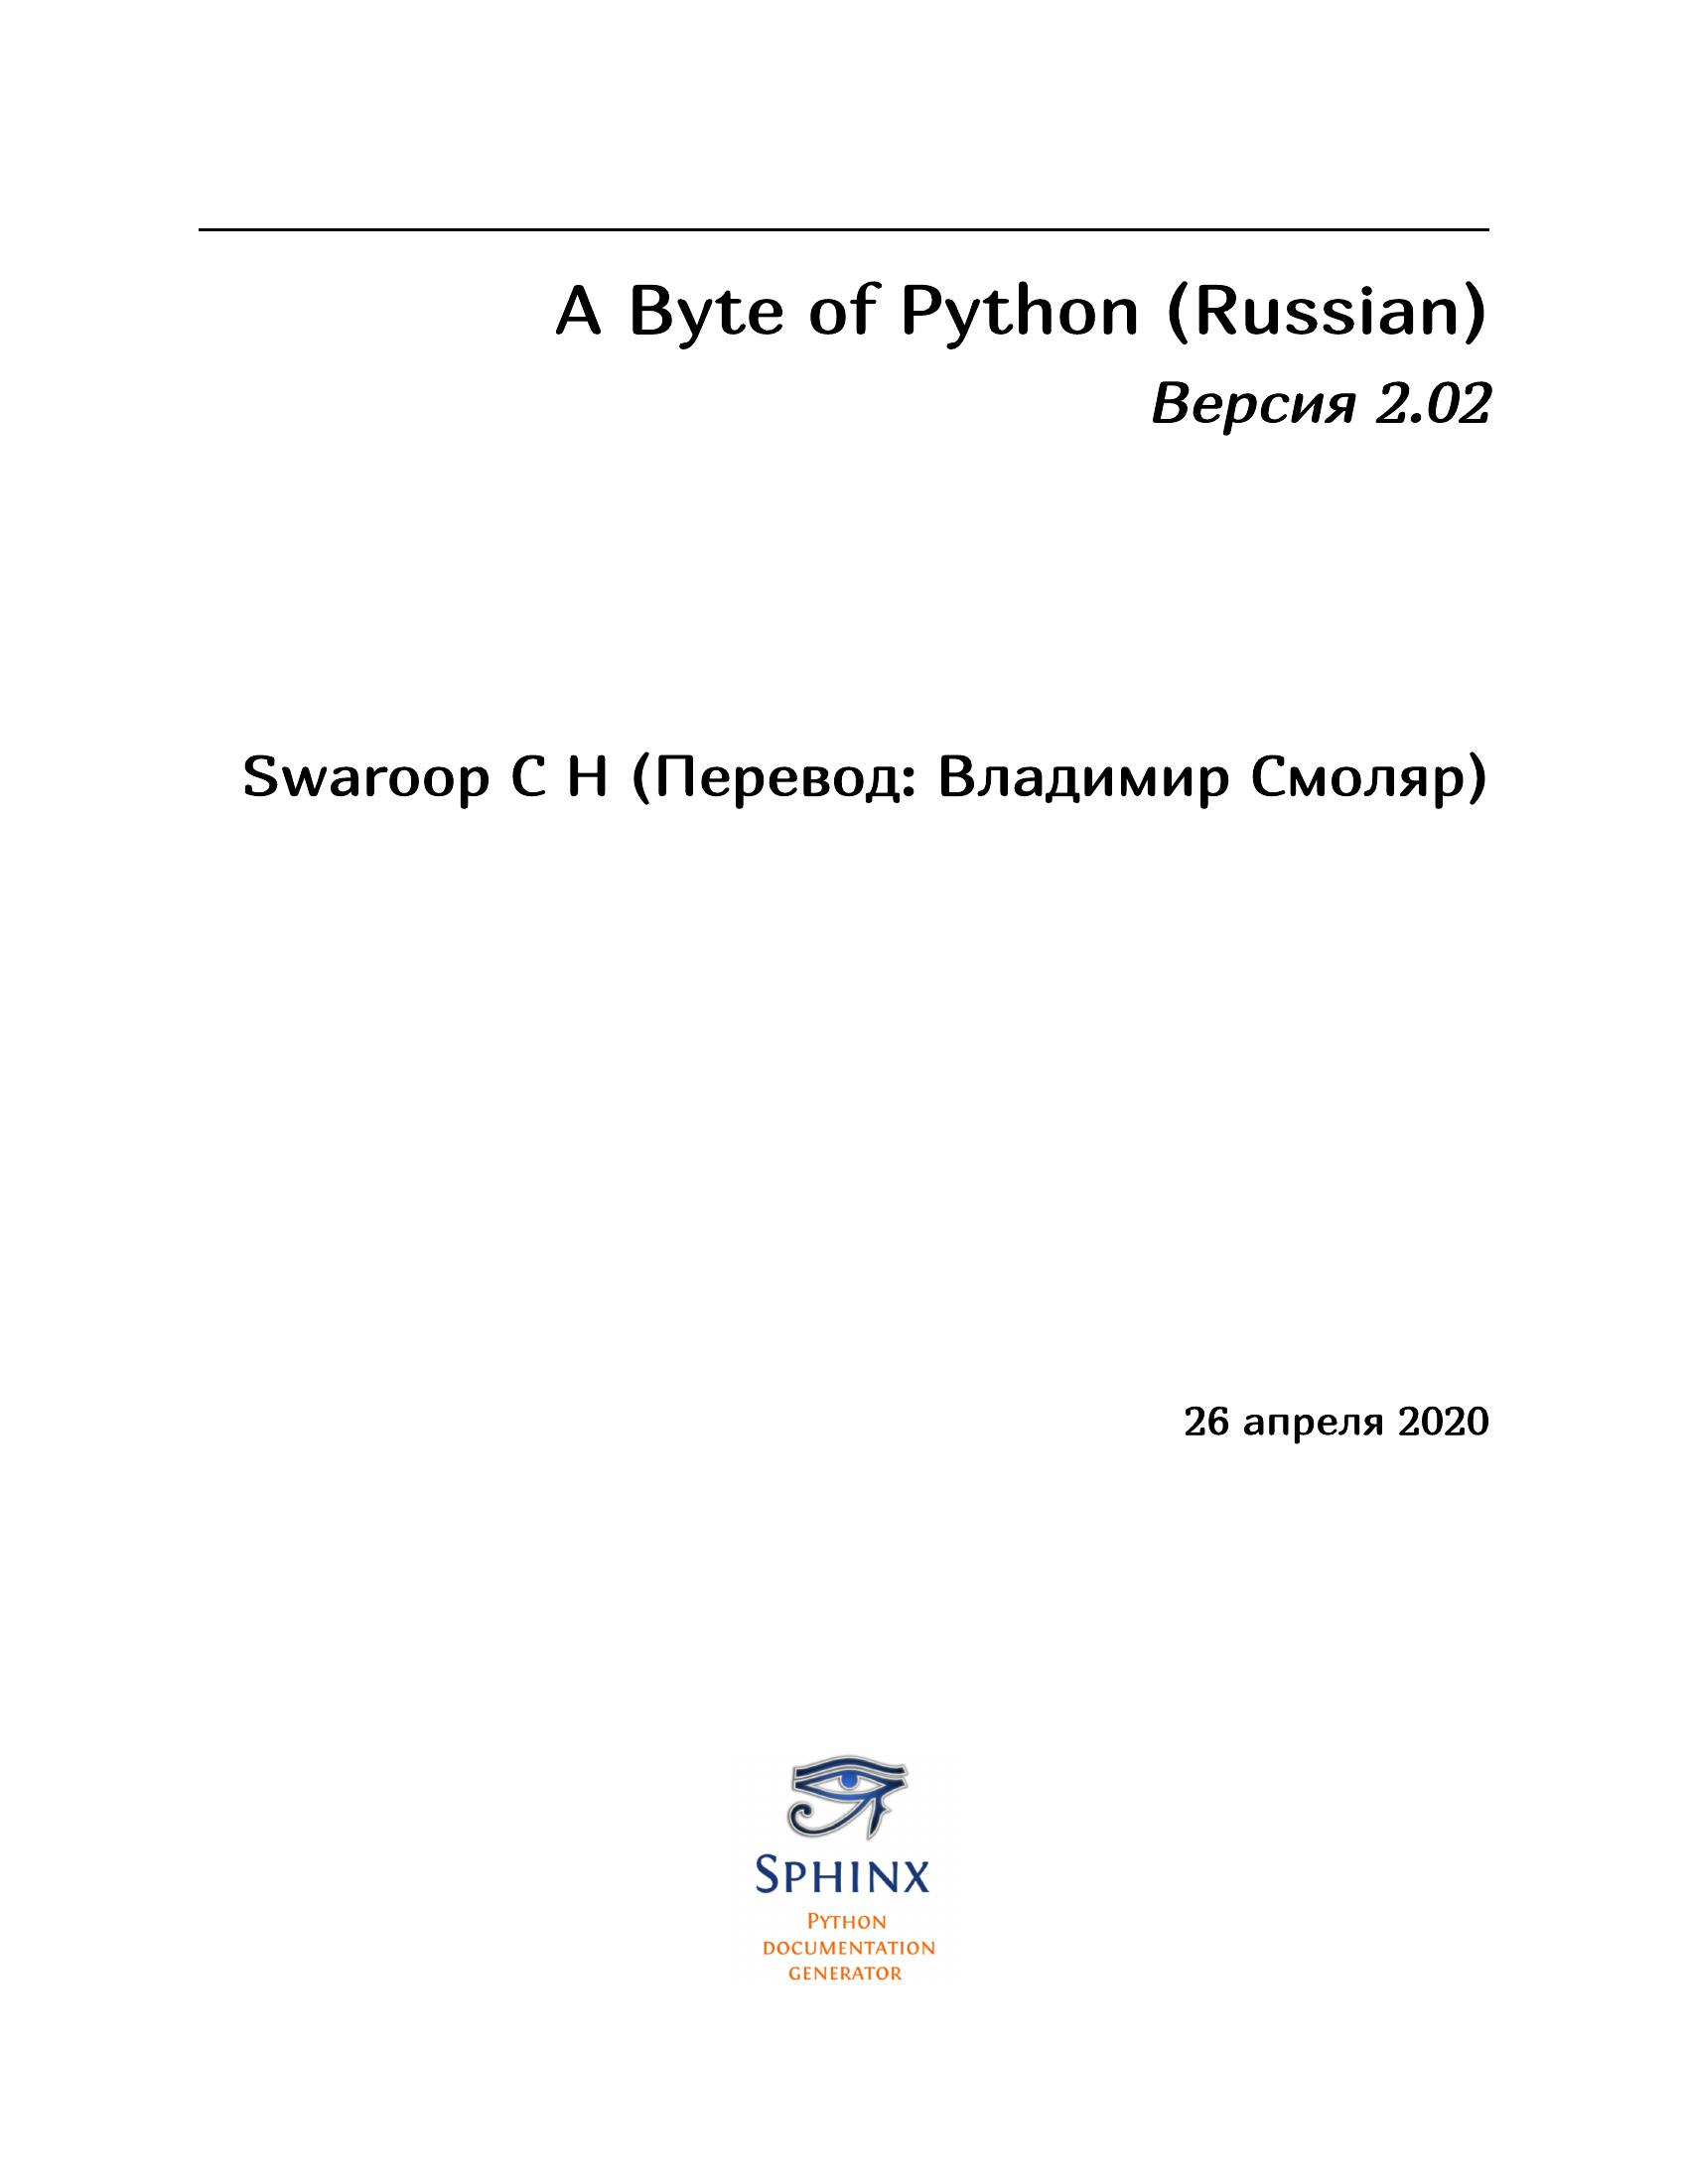 A Byte of Python (Russian)
Версия 2.02
Swaroop C H (Перевод: Владимир Смоляр)
26 апреля 2020
SPHINX
PYTHON
DOCUMENTATION
GENERATOR